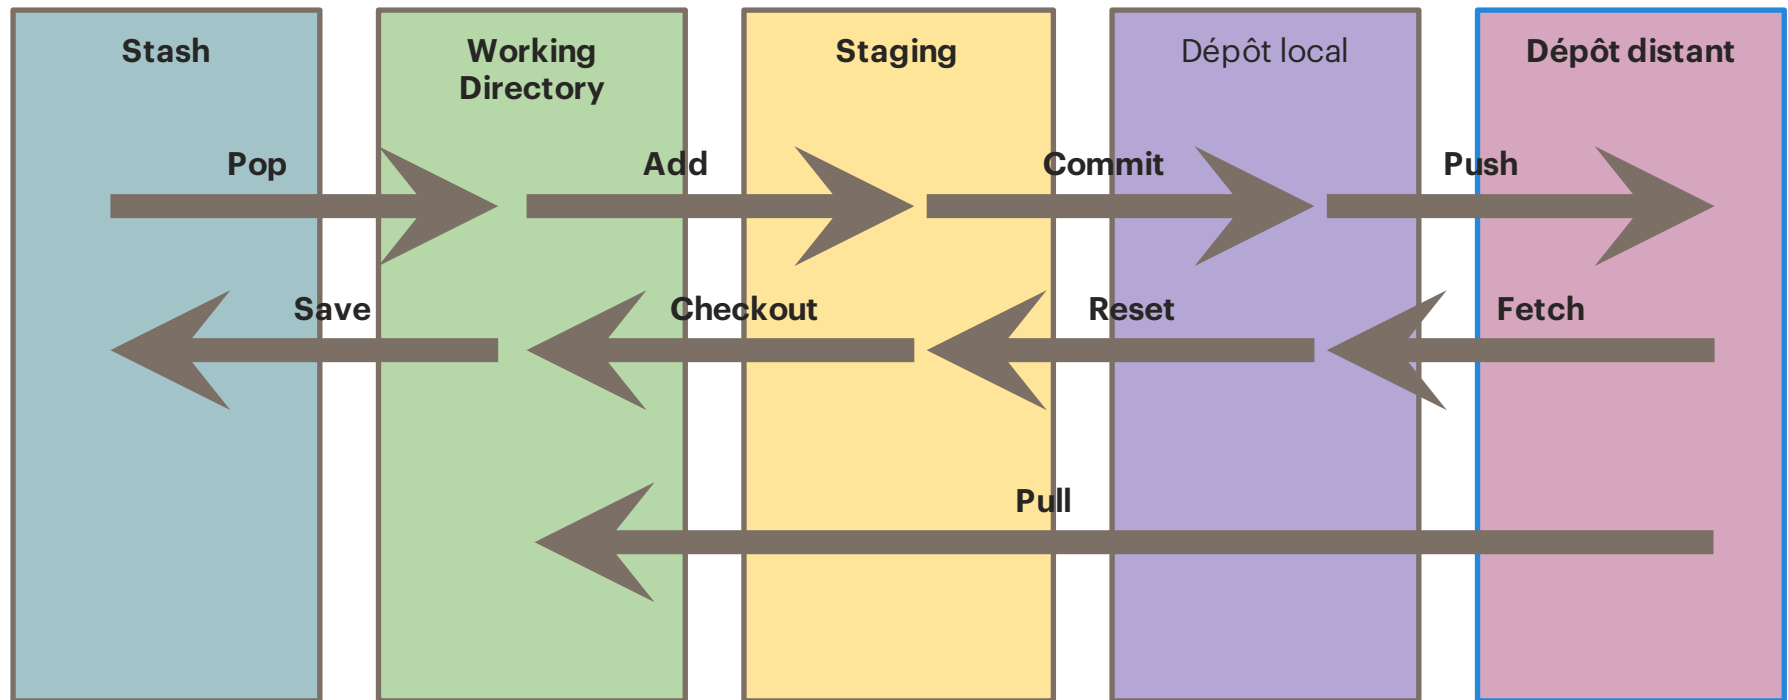 Stash
Working
Directory
Staging
Dépôt local
Dépôt distant
Pop
Add
Commit
Push
Save
Checkout
Reset
Fetch
Pull